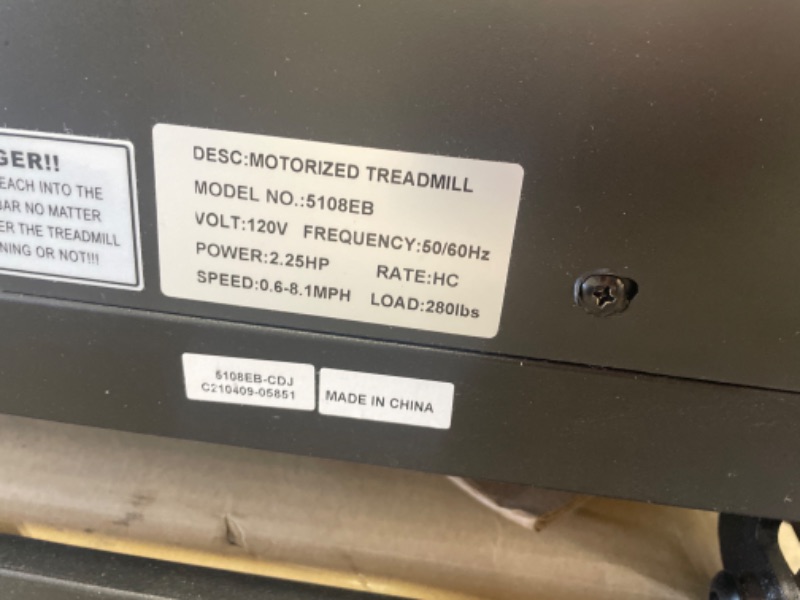 GER!!
EACH INTO THE
BAR NO MATTER
ER THE TREADMILL
NING OR NOT!!!
DESC:MOTORIZED TREADMILL
MODEL NO.:5108EB
VOLT:120V FREQUENCY:50/60Hz
POWER:2.25HP RATE:HC
SPEED:0.6-8.1MPH LOAD:280lbs
5108EB-CDJ
C210409-05851
MADE IN CHINA